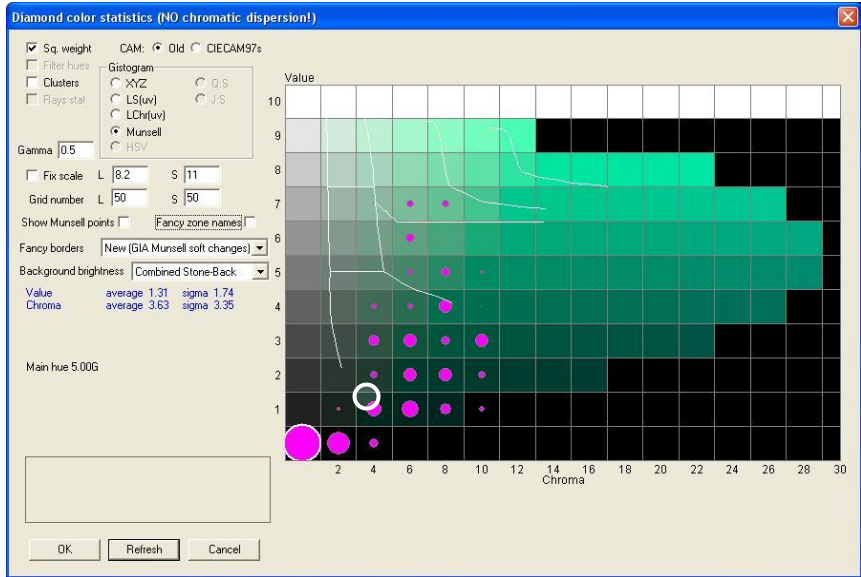 Diamond color statistics (NO chromatic dispersion!)
Sq. weight CAM: Old CIECAM97s
Filter hues
Gistogram
Clusters XYZ Q:S
Rays stat LS(uv) J:S
LChr(uv)
Munsell
Gamma 0.5 HSV
Fix scale L 8.2 S 11
Grid number L 50 S 50
Show Munsell points Fancy zone names
Fancy borders New (GIA Munsell soft changes)
Background brightness Combined Stone-Back
Value average 1.31 sigma 1.74
Chroma average 3.63 sigma 3.35
Main hue 5.00G
OK Refresh Cancel
Value
10
9
8
7
6
5
4
3
2
1
2 4 6 8 10 12 14 16 18 20 22 24 26 28 30
Chroma